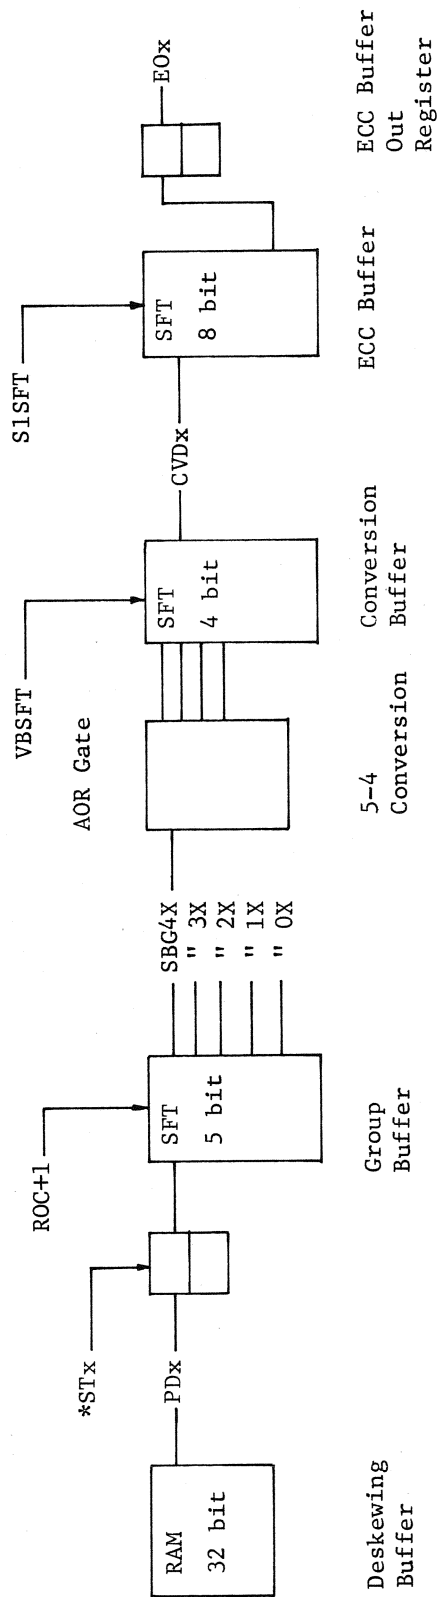 *STx
ROC+1
VBSFT
S1SFT
AOR Gate
RAM
32 bit
PDx
SFT
5 bit
SBG4X
" 3X
" 2X
" 1X
" 0X
SFT
4 bit
CVDx
SFT
8 bit
EOx
Deskewing
Buffer
Group
Buffer
5-4
Conversion
Conversion
Buffer
ECC Buffer
ECC Buffer
Out
Register